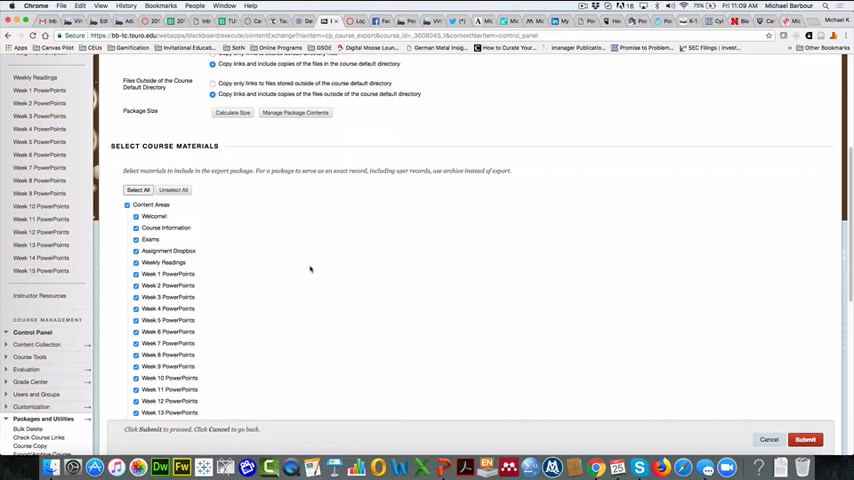 Chrome File Edit View History Bookmarks People Window Help
75% Fri 11:09 AM Michael Barbour
Michael K
Secure https://bb-tc.touro.edu/webapps/blackboard/execute/contentExchange?navItem=cp_course_export&course_id=_3608045_1&contextNavItem=control_panel
Apps Canvas Pilot CANVAS Gamification Invitational Educati... SotN Online Programs GSOE Digital Moose Loun... German Metal Insig... How to Curate Your... imanager Publication... SEC Filings | Invest... Other Bookmarks
Weekly Readings
Week 1 PowerPoints
Week 2 PowerPoints
Week 3 PowerPoints
Week 4 PowerPoints
Week 5 PowerPoints
Week 6 PowerPoints
Week 7 PowerPoints
Week 8 PowerPoints
Week 9 PowerPoints
Week 10 PowerPoints
Week 11 PowerPoints
Week 12 PowerPoints
Week 13 PowerPoints
Week 14 PowerPoints
Week 15 PowerPoints
Instructor Resources
COURSE MANAGEMENT
Control Panel
Content Collection
Course Tools
Evaluation
Grade Center
Users and Groups
Customization
Packages and Utilities
Bulk Delete
Check Course Links
Course Copy
Copy links and include copies of the files in the course default directory
Files Outside of the Course Default Directory
Copy only links to files stored outside of the course default directory
Copy links and include copies of the files outside of the course default directory
Package Size
Calculate Size Manage Package Contents
SELECT COURSE MATERIALS
Select materials to include in the export package. For a package to serve as an exact record, including user records, use archive instead of export.
Select All Unselect All
Content Areas
Welcome!
Course Information
Exams
Assignment Dropbox
Weekly Readings
Week 1 PowerPoints
Week 2 PowerPoints
Week 3 PowerPoints
Week 4 PowerPoints
Week 5 PowerPoints
Week 6 PowerPoints
Week 7 PowerPoints
Week 8 PowerPoints
Week 9 PowerPoints
Week 10 PowerPoints
Week 11 PowerPoints
Week 12 PowerPoints
Week 13 PowerPoints
Click Submit to proceed. Click Cancel to go back.
Cancel Submit